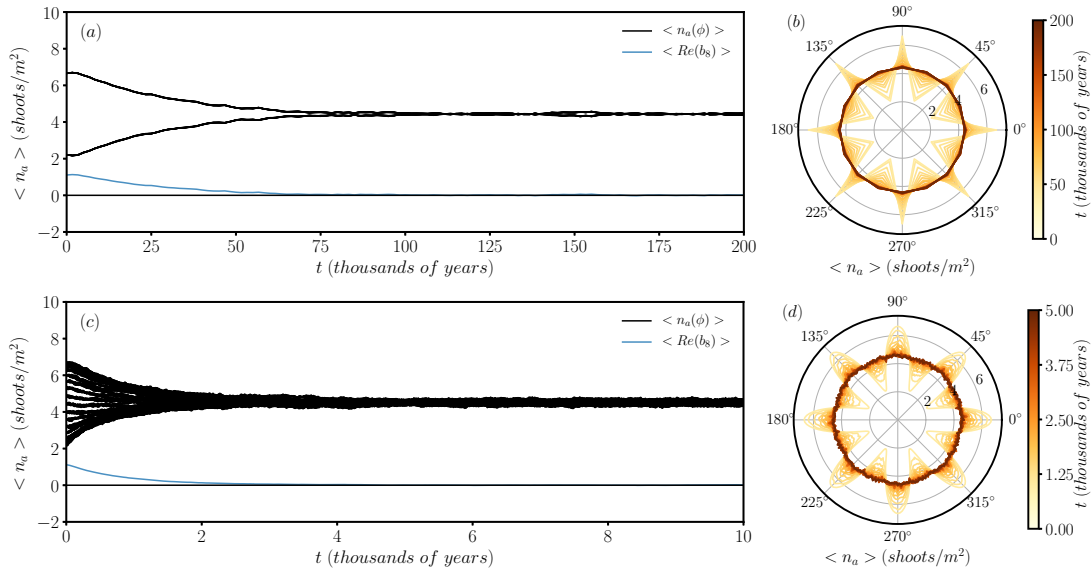 (a)
< n_a(ϕ) >
< Re(b_8) >
10
8
6
4
2
0
−2
< n_a > (shoots/m^2)
0 25 50 75 100 125 150 175 200
t (thousands of years)
(b)
90°
135° 45°
180° 0°
225° 315°
270°
2 4 6
< n_a > (shoots/m^2)
200
150
100
50
0
t (thousands of years)
(c)
< n_a(ϕ) >
< Re(b_8) >
10
8
6
4
2
0
−2
< n_a > (shoots/m^2)
0 2 4 6 8 10
t (thousands of years)
(d)
90°
135° 45°
180° 0°
225° 315°
270°
2 4 6
< n_a > (shoots/m^2)
5.00
3.75
2.50
1.25
0.00
t (thousands of years)